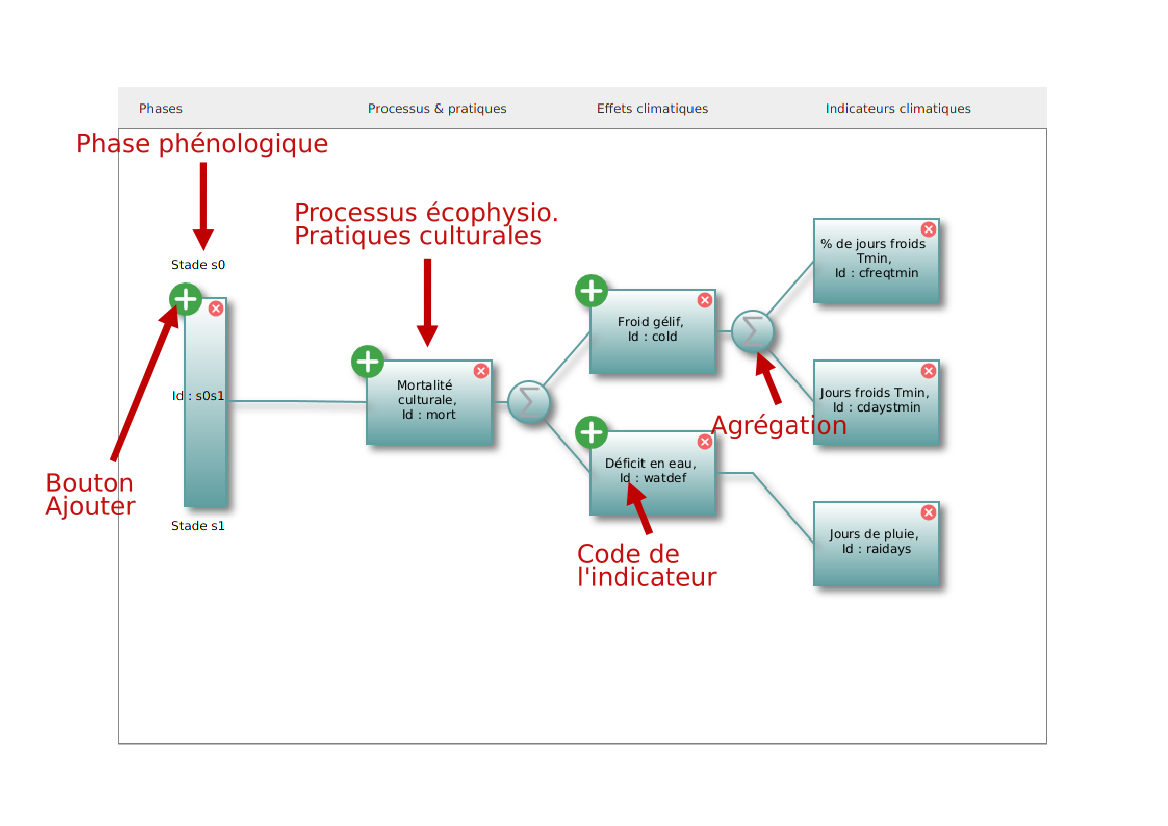 Phases
Processus & pratiques
Effets climatiques
Indicateurs climatiques
Phase phénologique
Processus écophysio.
Pratiques culturales
Stade s0
Id : s0s1
Stade s1
Bouton
Ajouter
Mortalité
culturale,
Id : mort
Σ
Froid gélif,
Id : cold
Σ
Déficit en eau,
Id : watdef
Code de
l'indicateur
Agrégation
% de jours froids
Tmin,
Id : cfreqtmin
Jours froids Tmin,
Id : cdaystmin
Jours de pluie,
Id : raidays